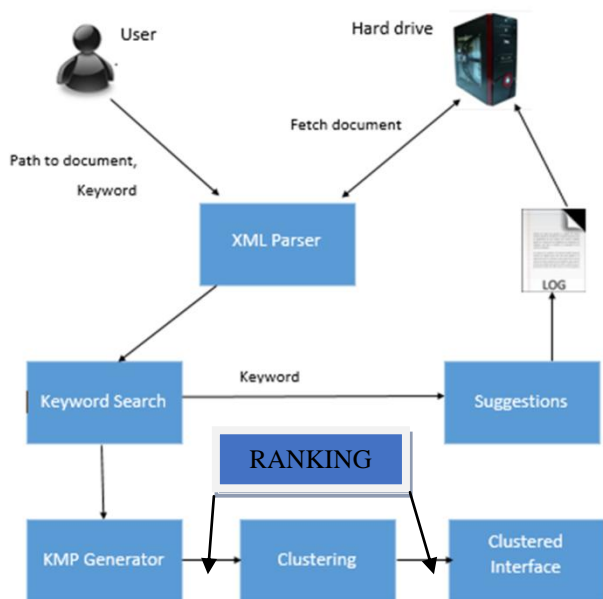 User
Hard drive
Fetch document
Path to document,
Keyword
XML Parser
LOG
Keyword Search
Keyword
Suggestions
RANKING
KMP Generator
Clustering
Clustered
Interface